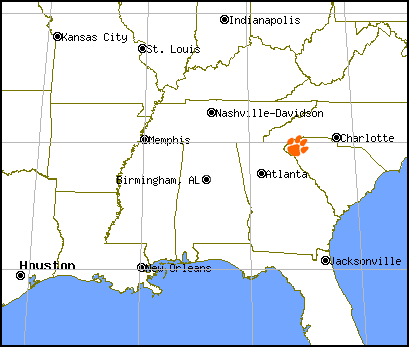 Indianapolis
Kansas City
St. Louis
Nashville-Davidson
Memphis
Charlotte
Atlanta
Birmingham, AL
Jacksonville
Houston
New Orleans